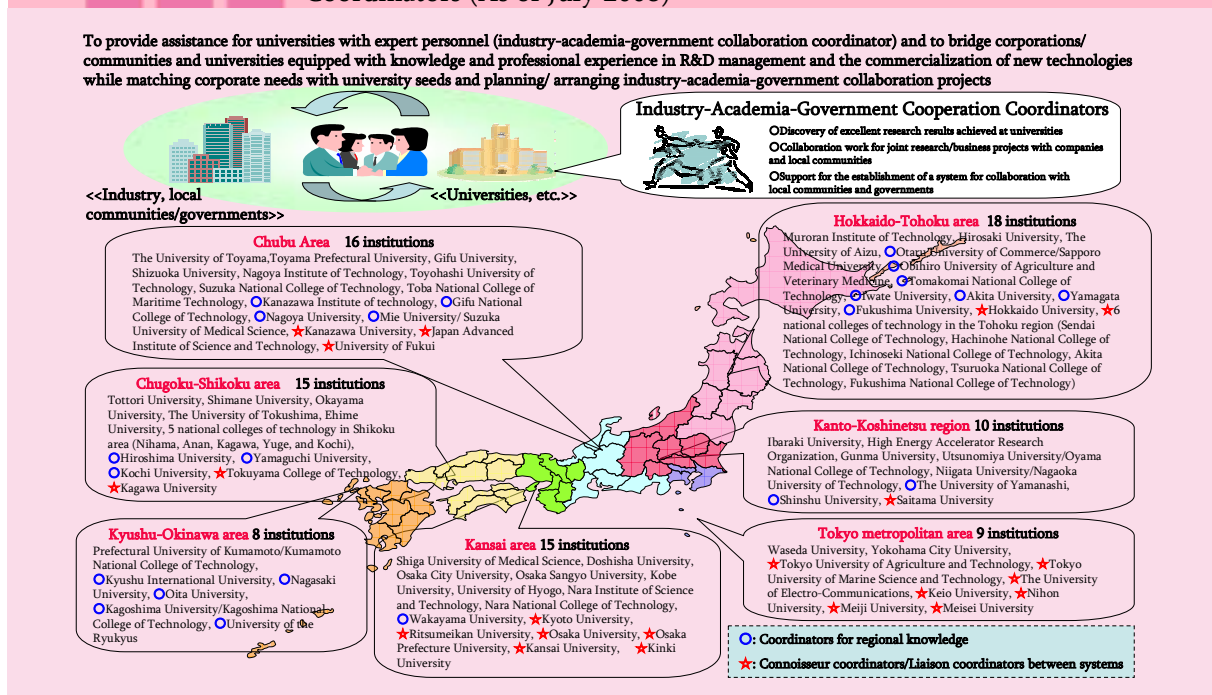 Coordinators (As of July 2008)
To provide assistance for universities with expert personnel (industry-academia-government collaboration coordinator) and to bridge corporations/
communities and universities equipped with knowledge and professional experience in R&D management and the commercialization of new technologies
while matching corporate needs with university seeds and planning/ arranging industry-academia-government collaboration projects
<<Industry, local
communities/governments>>
<<Universities, etc.>>
Industry-Academia-Government Cooperation Coordinators
○Discovery of excellent research results achieved at universities
○Collaboration work for joint research/business projects with companies
and local communities
○Support for the establishment of a system for collaboration with
local communities and governments
Chubu Area 16 institutions
The University of Toyama,Toyama Prefectural University, Gifu University,
Shizuoka University, Nagoya Institute of Technology, Toyohashi University of
Technology, Suzuka National College of Technology, Toba National College of
Maritime Technology, ○Kanazawa Institute of technology, ○Gifu National
College of Technology, ○Nagoya University, ○Mie University/ Suzuka
University of Medical Science, ★Kanazawa University, ★Japan Advanced
Institute of Science and Technology, ★University of Fukui
Hokkaido-Tohoku area 18 institutions
Muroran Institute of Technology, Hirosaki University, The
University of Aizu, ○Otaru University of Commerce/Sapporo
Medical University, ○Obihiro University of Agriculture and
Veterinary Medicine, ○Tomakomai National College of
Technology, ○Iwate University, ○Akita University, ○Yamagata
University, ○Fukushima University, ★Hokkaido University, ★6
national colleges of technology in the Tohoku region (Sendai
National College of Technology, Hachinohe National College of
Technology, Ichinoseki National College of Technology, Akita
National College of Technology, Tsuruoka National College of
Technology, Fukushima National College of Technology)
Chugoku-Shikoku area 15 institutions
Tottori University, Shimane University, Okayama
University, The University of Tokushima, Ehime
University, 5 national colleges of technology in Shikoku
area (Nihama, Anan, Kagawa, Yuge, and Kochi),
○Hiroshima University, ○Yamaguchi University,
○Kochi University, ★Tokuyama College of Technology,
★Kagawa University
Kanto-Koshinetsu region 10 institutions
Ibaraki University, High Energy Accelerator Research
Organization, Gunma University, Utsunomiya University/Oyama
National College of Technology, Niigata University/Nagaoka
University of Technology, ○The University of Yamanashi,
○Shinshu University, ★Saitama University
Kyushu-Okinawa area 8 institutions
Prefectural University of Kumamoto/Kumamoto
National College of Technology,
○Kyushu International University, ○Nagasaki
University, ○Oita University,
○Kagoshima University/Kagoshima National
College of Technology, ○University of the
Ryukyus
Kansai area 15 institutions
Shiga University of Medical Science, Doshisha University,
Osaka City University, Osaka Sangyo University, Kobe
University, University of Hyogo, Nara Institute of Science
and Technology, Nara National College of Technology,
○Wakayama University, ★Kyoto University,
★Ritsumeikan University, ★Osaka University, ★Osaka
Prefecture University, ★Kansai University, ★Kinki
University
Tokyo metropolitan area 9 institutions
Waseda University, Yokohama City University,
★Tokyo University of Agriculture and Technology, ★Tokyo
University of Marine Science and Technology, ★The University
of Electro-Communications, ★Keio University, ★Nihon
University, ★Meiji University, ★Meisei University
○: Coordinators for regional knowledge
★: Connoisseur coordinators/Liaison coordinators between systems